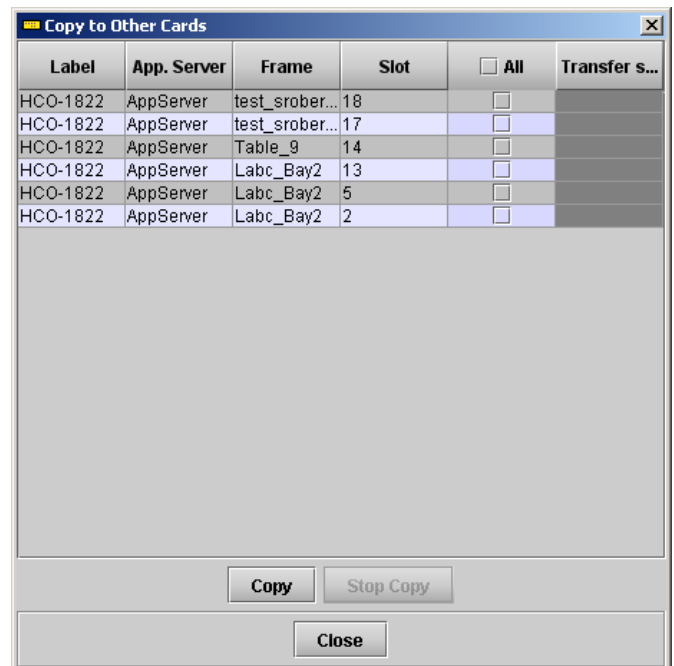 Copy to Other Cards
Label App. Server Frame Slot All Transfer s...
HCO-1822 AppServer test_srober... 18
HCO-1822 AppServer test_srober... 17
HCO-1822 AppServer Table_9 14
HCO-1822 AppServer Labc_Bay2 13
HCO-1822 AppServer Labc_Bay2 5
HCO-1822 AppServer Labc_Bay2 2
Copy Stop Copy
Close